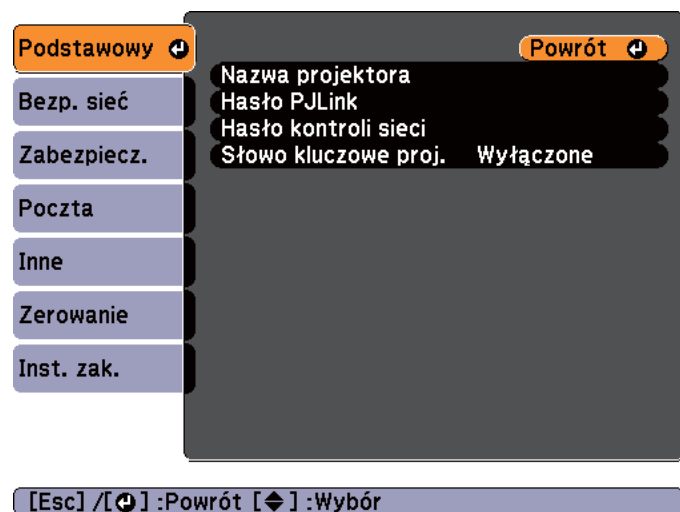 Podstawowy
Powrót
Nazwa projektora
Hasło PJLink
Hasło kontroli sieci
Słowo kluczowe proj. Wyłączone
Bezp. sieć
Zabezpiecz.
Poczta
Inne
Zerowanie
Inst. zak.
[Esc] /[⏎] :Powrót [◆] :Wybór